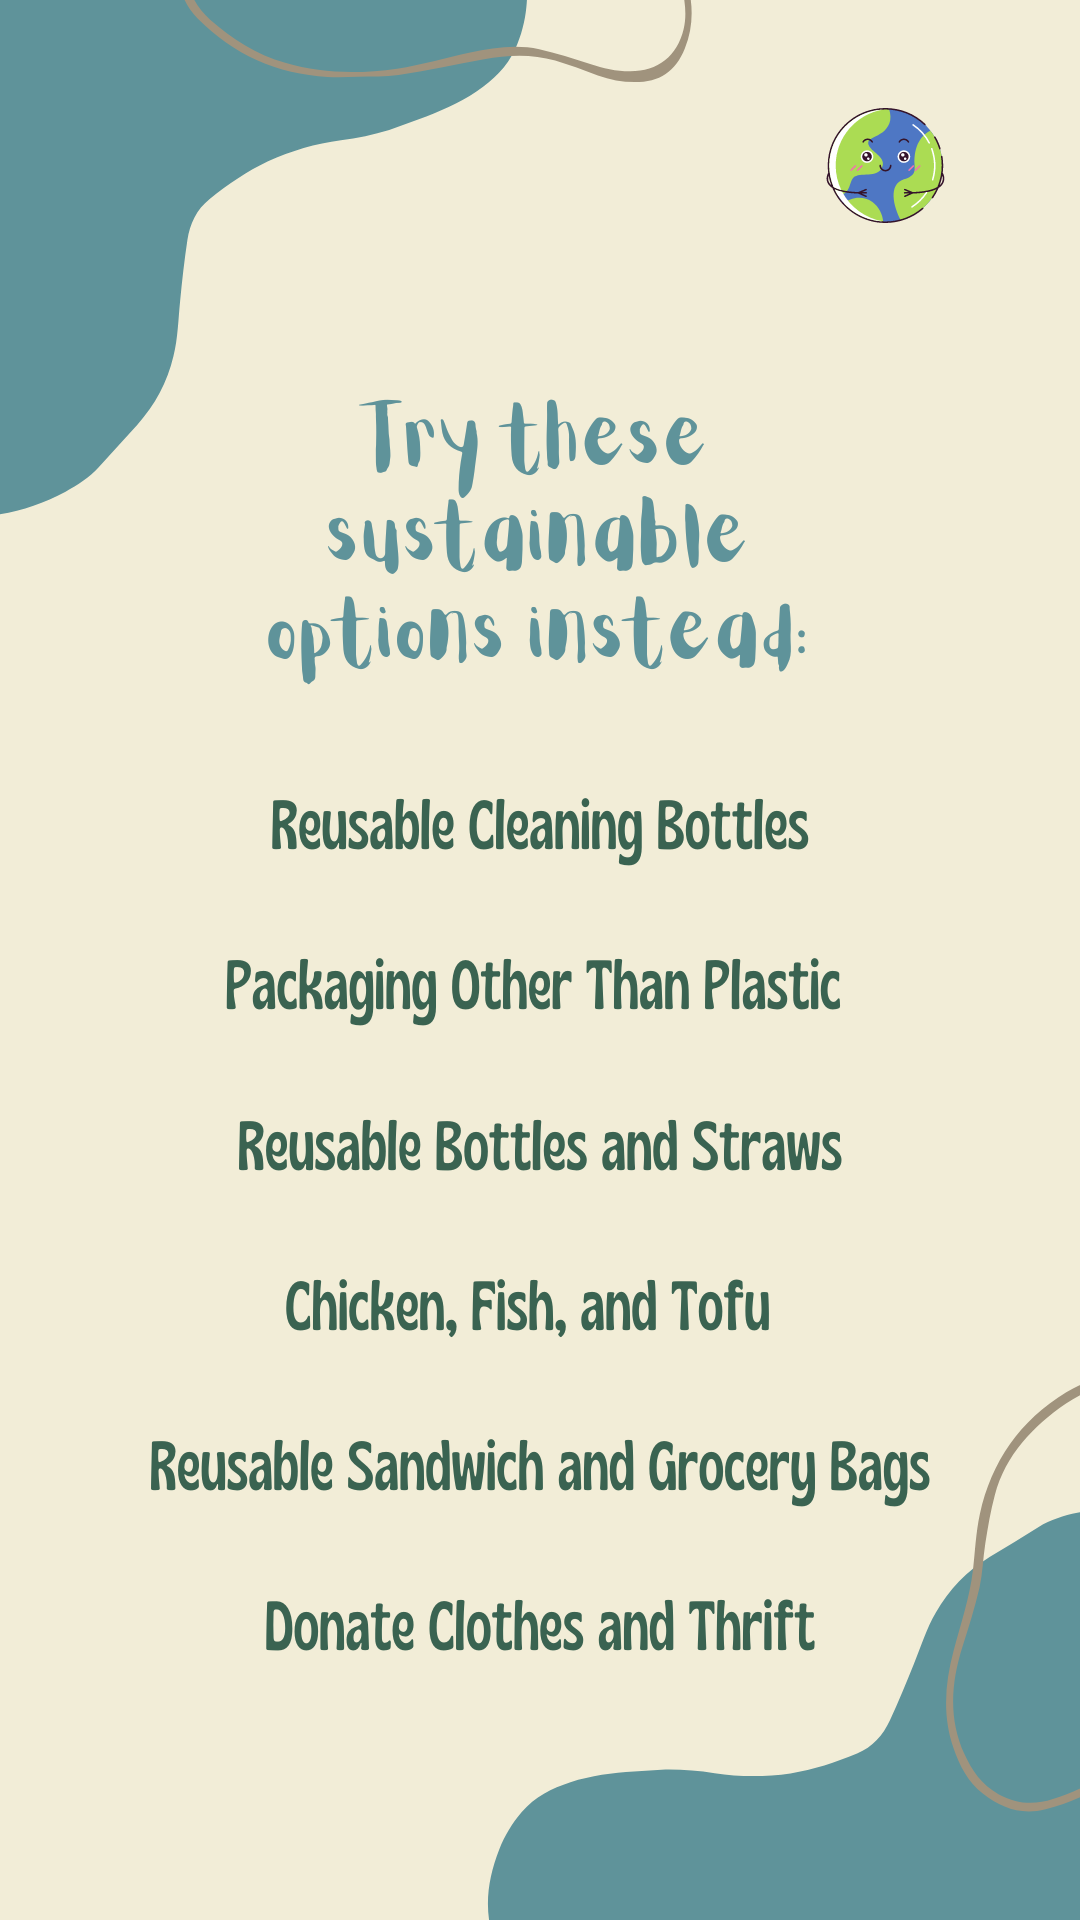 Try these
sustainable
options instead:
Reusable Cleaning Bottles
Packaging Other Than Plastic
Reusable Bottles and Straws
Chicken, Fish, and Tofu
Reusable Sandwich and Grocery Bags
Donate Clothes and Thrift